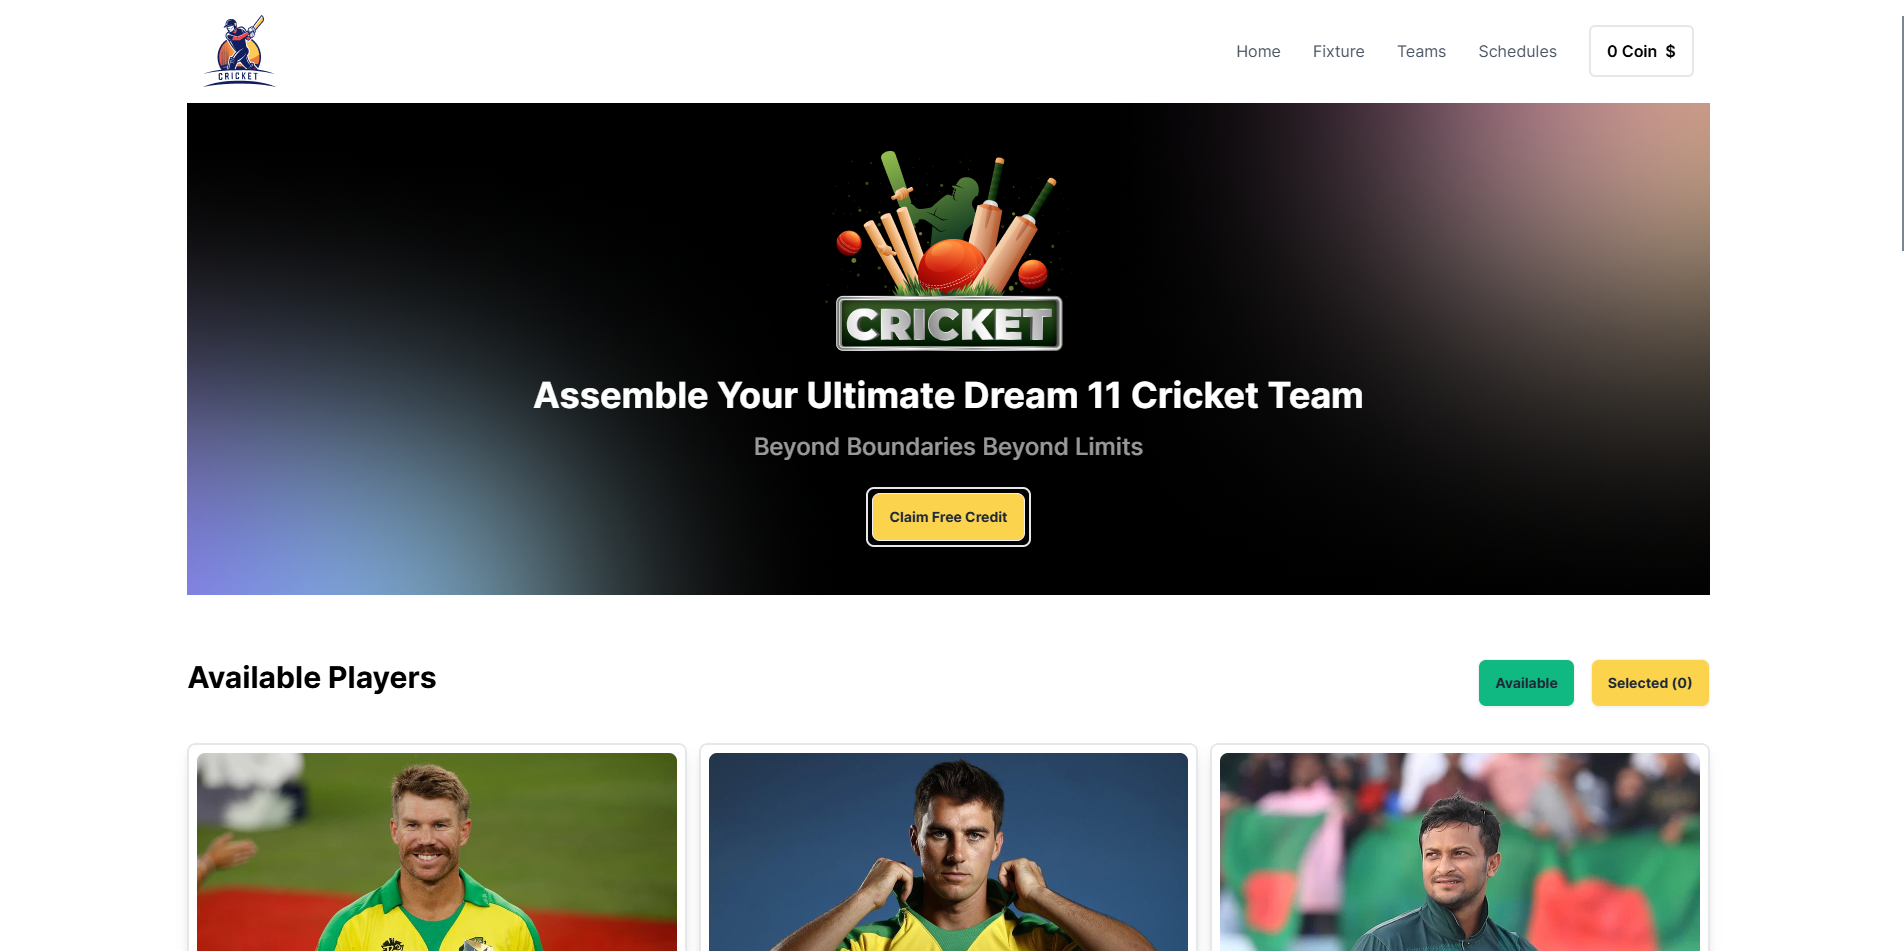 CRICKET
Home
Fixture
Teams
Schedules
0 Coin $
CRICKET
Assemble Your Ultimate Dream 11 Cricket Team
Beyond Boundaries Beyond Limits
Claim Free Credit
Available Players
Available
Selected (0)